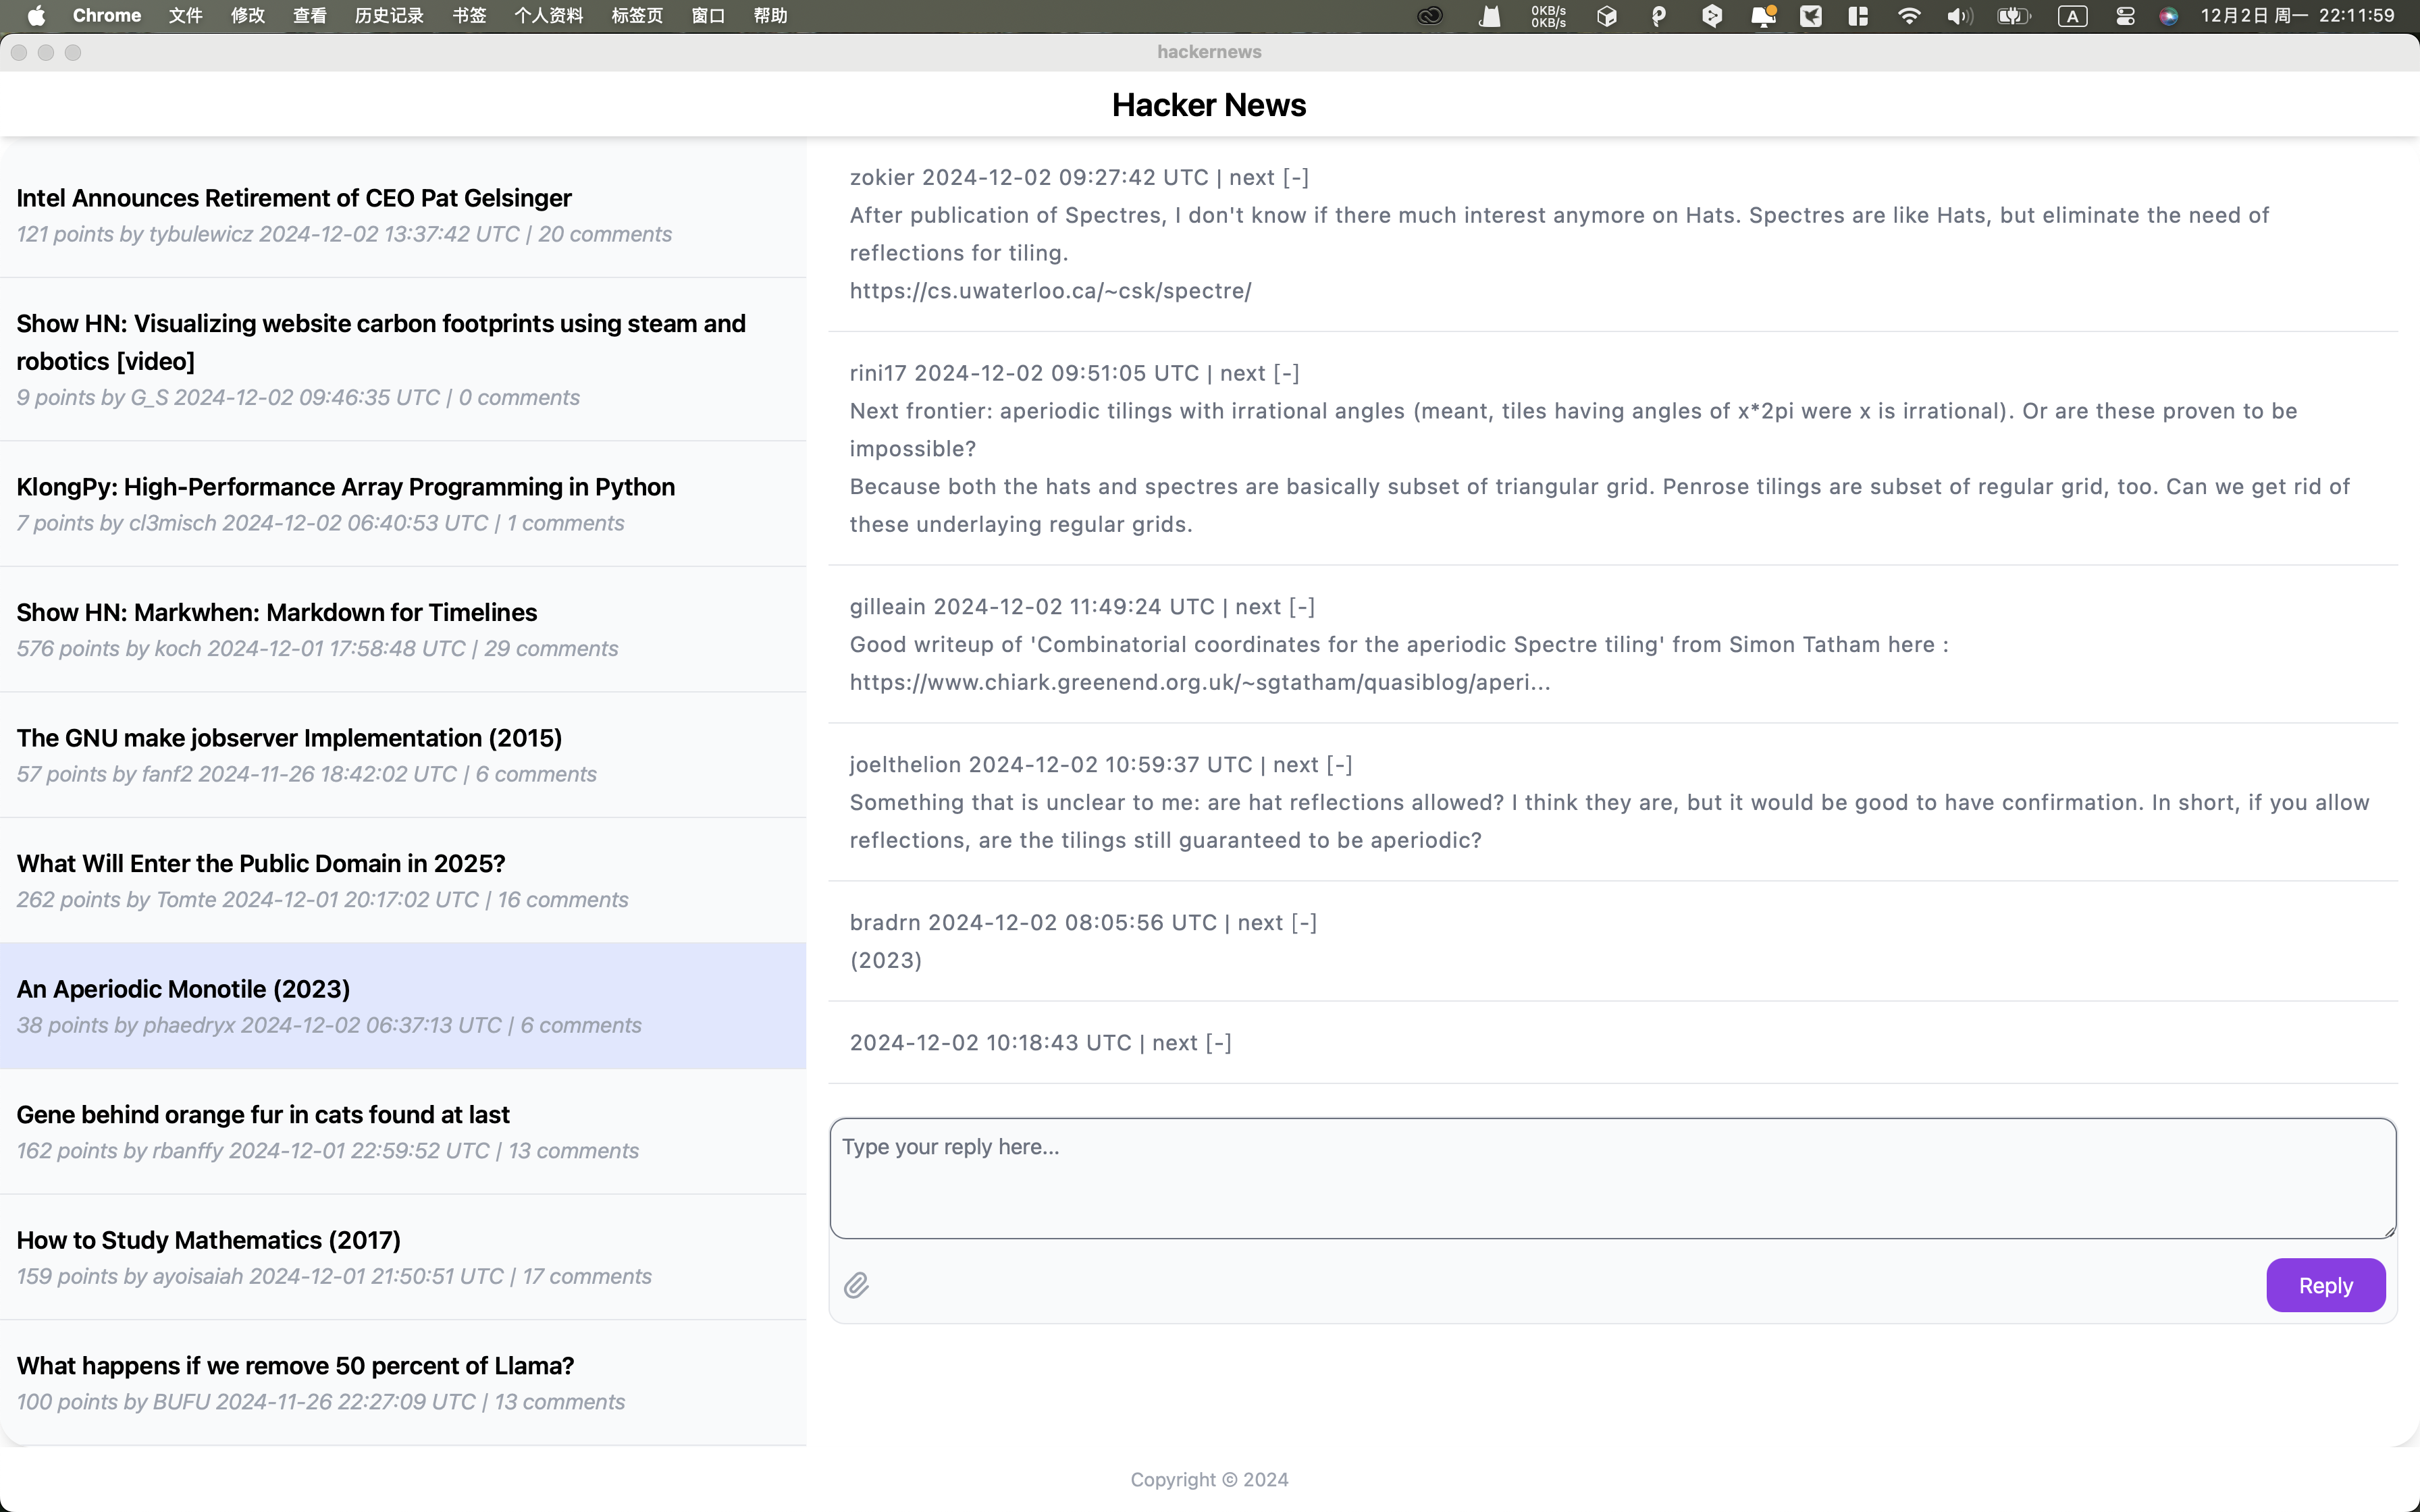 Chrome 文件 修改 查看 历史记录 书签 个人资料 标签页 窗口 帮助 0KB/s 0KB/s A 12月2日 周一 22:11:59
hackernews
Hacker News
Intel Announces Retirement of CEO Pat Gelsinger
121 points by tybulewicz 2024-12-02 13:37:42 UTC | 20 comments
Show HN: Visualizing website carbon footprints using steam and
robotics [video]
9 points by G_S 2024-12-02 09:46:35 UTC | 0 comments
KlongPy: High-Performance Array Programming in Python
7 points by cl3misch 2024-12-02 06:40:53 UTC | 1 comments
Show HN: Markwhen: Markdown for Timelines
576 points by koch 2024-12-01 17:58:48 UTC | 29 comments
The GNU make jobserver Implementation (2015)
57 points by fanf2 2024-11-26 18:42:02 UTC | 6 comments
What Will Enter the Public Domain in 2025?
262 points by Tomte 2024-12-01 20:17:02 UTC | 16 comments
An Aperiodic Monotile (2023)
38 points by phaedryx 2024-12-02 06:37:13 UTC | 6 comments
Gene behind orange fur in cats found at last
162 points by rbanffy 2024-12-01 22:59:52 UTC | 13 comments
How to Study Mathematics (2017)
159 points by ayoisaiah 2024-12-01 21:50:51 UTC | 17 comments
What happens if we remove 50 percent of Llama?
100 points by BUFU 2024-11-26 22:27:09 UTC | 13 comments
zokier 2024-12-02 09:27:42 UTC | next [-]
After publication of Spectres, I don't know if there much interest anymore on Hats. Spectres are like Hats, but eliminate the need of
reflections for tiling.
https://cs.uwaterloo.ca/~csk/spectre/
rini17 2024-12-02 09:51:05 UTC | next [-]
Next frontier: aperiodic tilings with irrational angles (meant, tiles having angles of x*2pi were x is irrational). Or are these proven to be
impossible?
Because both the hats and spectres are basically subset of triangular grid. Penrose tilings are subset of regular grid, too. Can we get rid of
these underlaying regular grids.
gilleain 2024-12-02 11:49:24 UTC | next [-]
Good writeup of 'Combinatorial coordinates for the aperiodic Spectre tiling' from Simon Tatham here :
https://www.chiark.greenend.org.uk/~sgtatham/quasiblog/aperi...
joelthelion 2024-12-02 10:59:37 UTC | next [-]
Something that is unclear to me: are hat reflections allowed? I think they are, but it would be good to have confirmation. In short, if you allow
reflections, are the tilings still guaranteed to be aperiodic?
bradrn 2024-12-02 08:05:56 UTC | next [-]
(2023)
2024-12-02 10:18:43 UTC | next [-]
Type your reply here...
Reply
Copyright © 2024